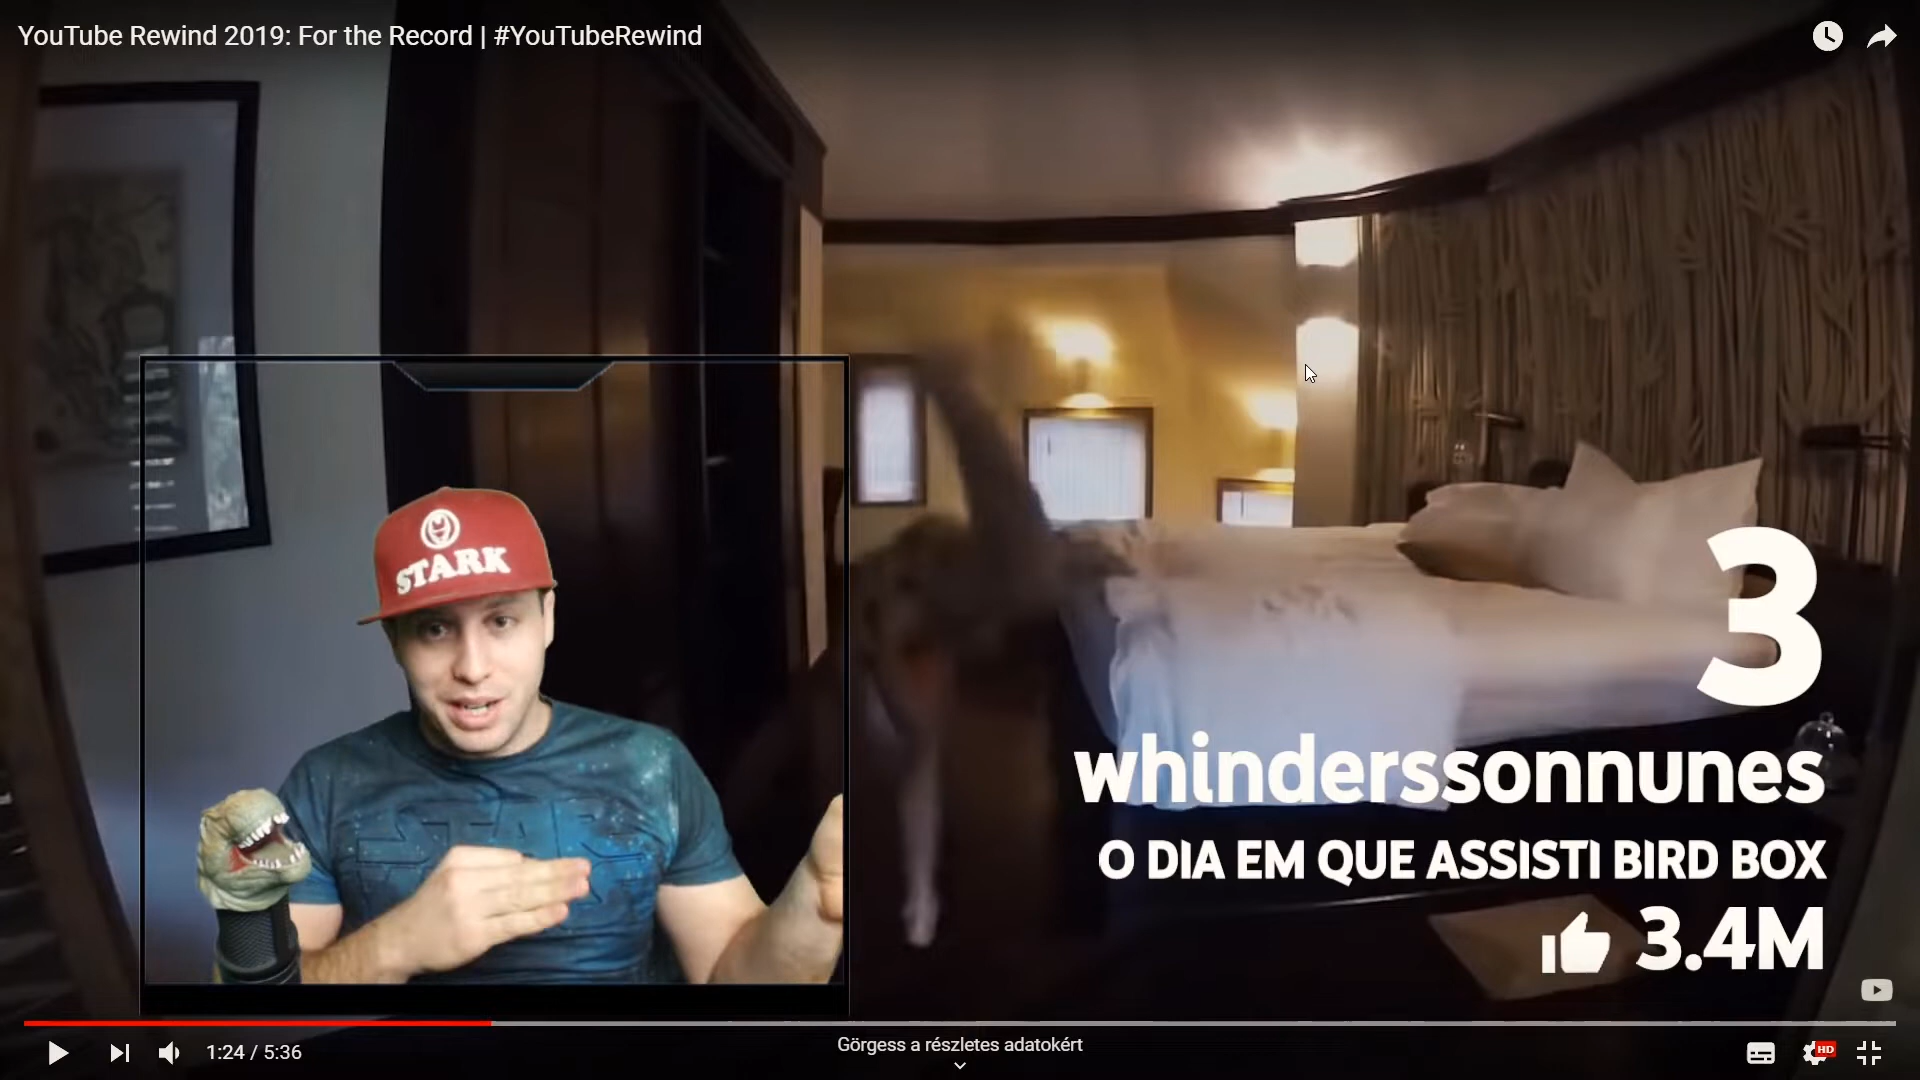 YouTube Rewind 2019: For the Record | #YouTubeRewind
STARK
3
whinderssonnunes
O DIA EM QUE ASSISTI BIRD BOX
3.4M
1:24 / 5:36
Görgess a részletes adatokért
HD